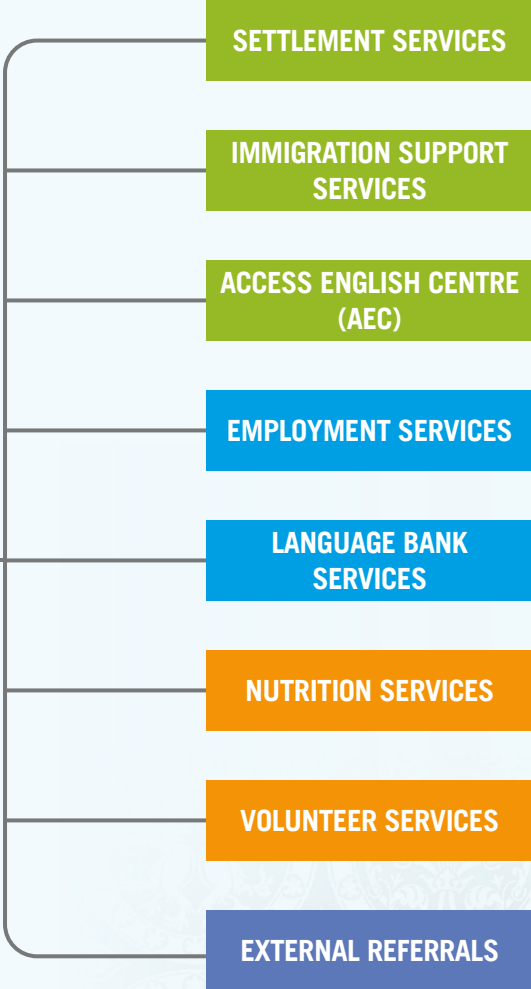 SETTLEMENT SERVICES
IMMIGRATION SUPPORT
SERVICES
ACCESS ENGLISH CENTRE
(AEC)
EMPLOYMENT SERVICES
LANGUAGE BANK
SERVICES
NUTRITION SERVICES
VOLUNTEER SERVICES
EXTERNAL REFERRALS